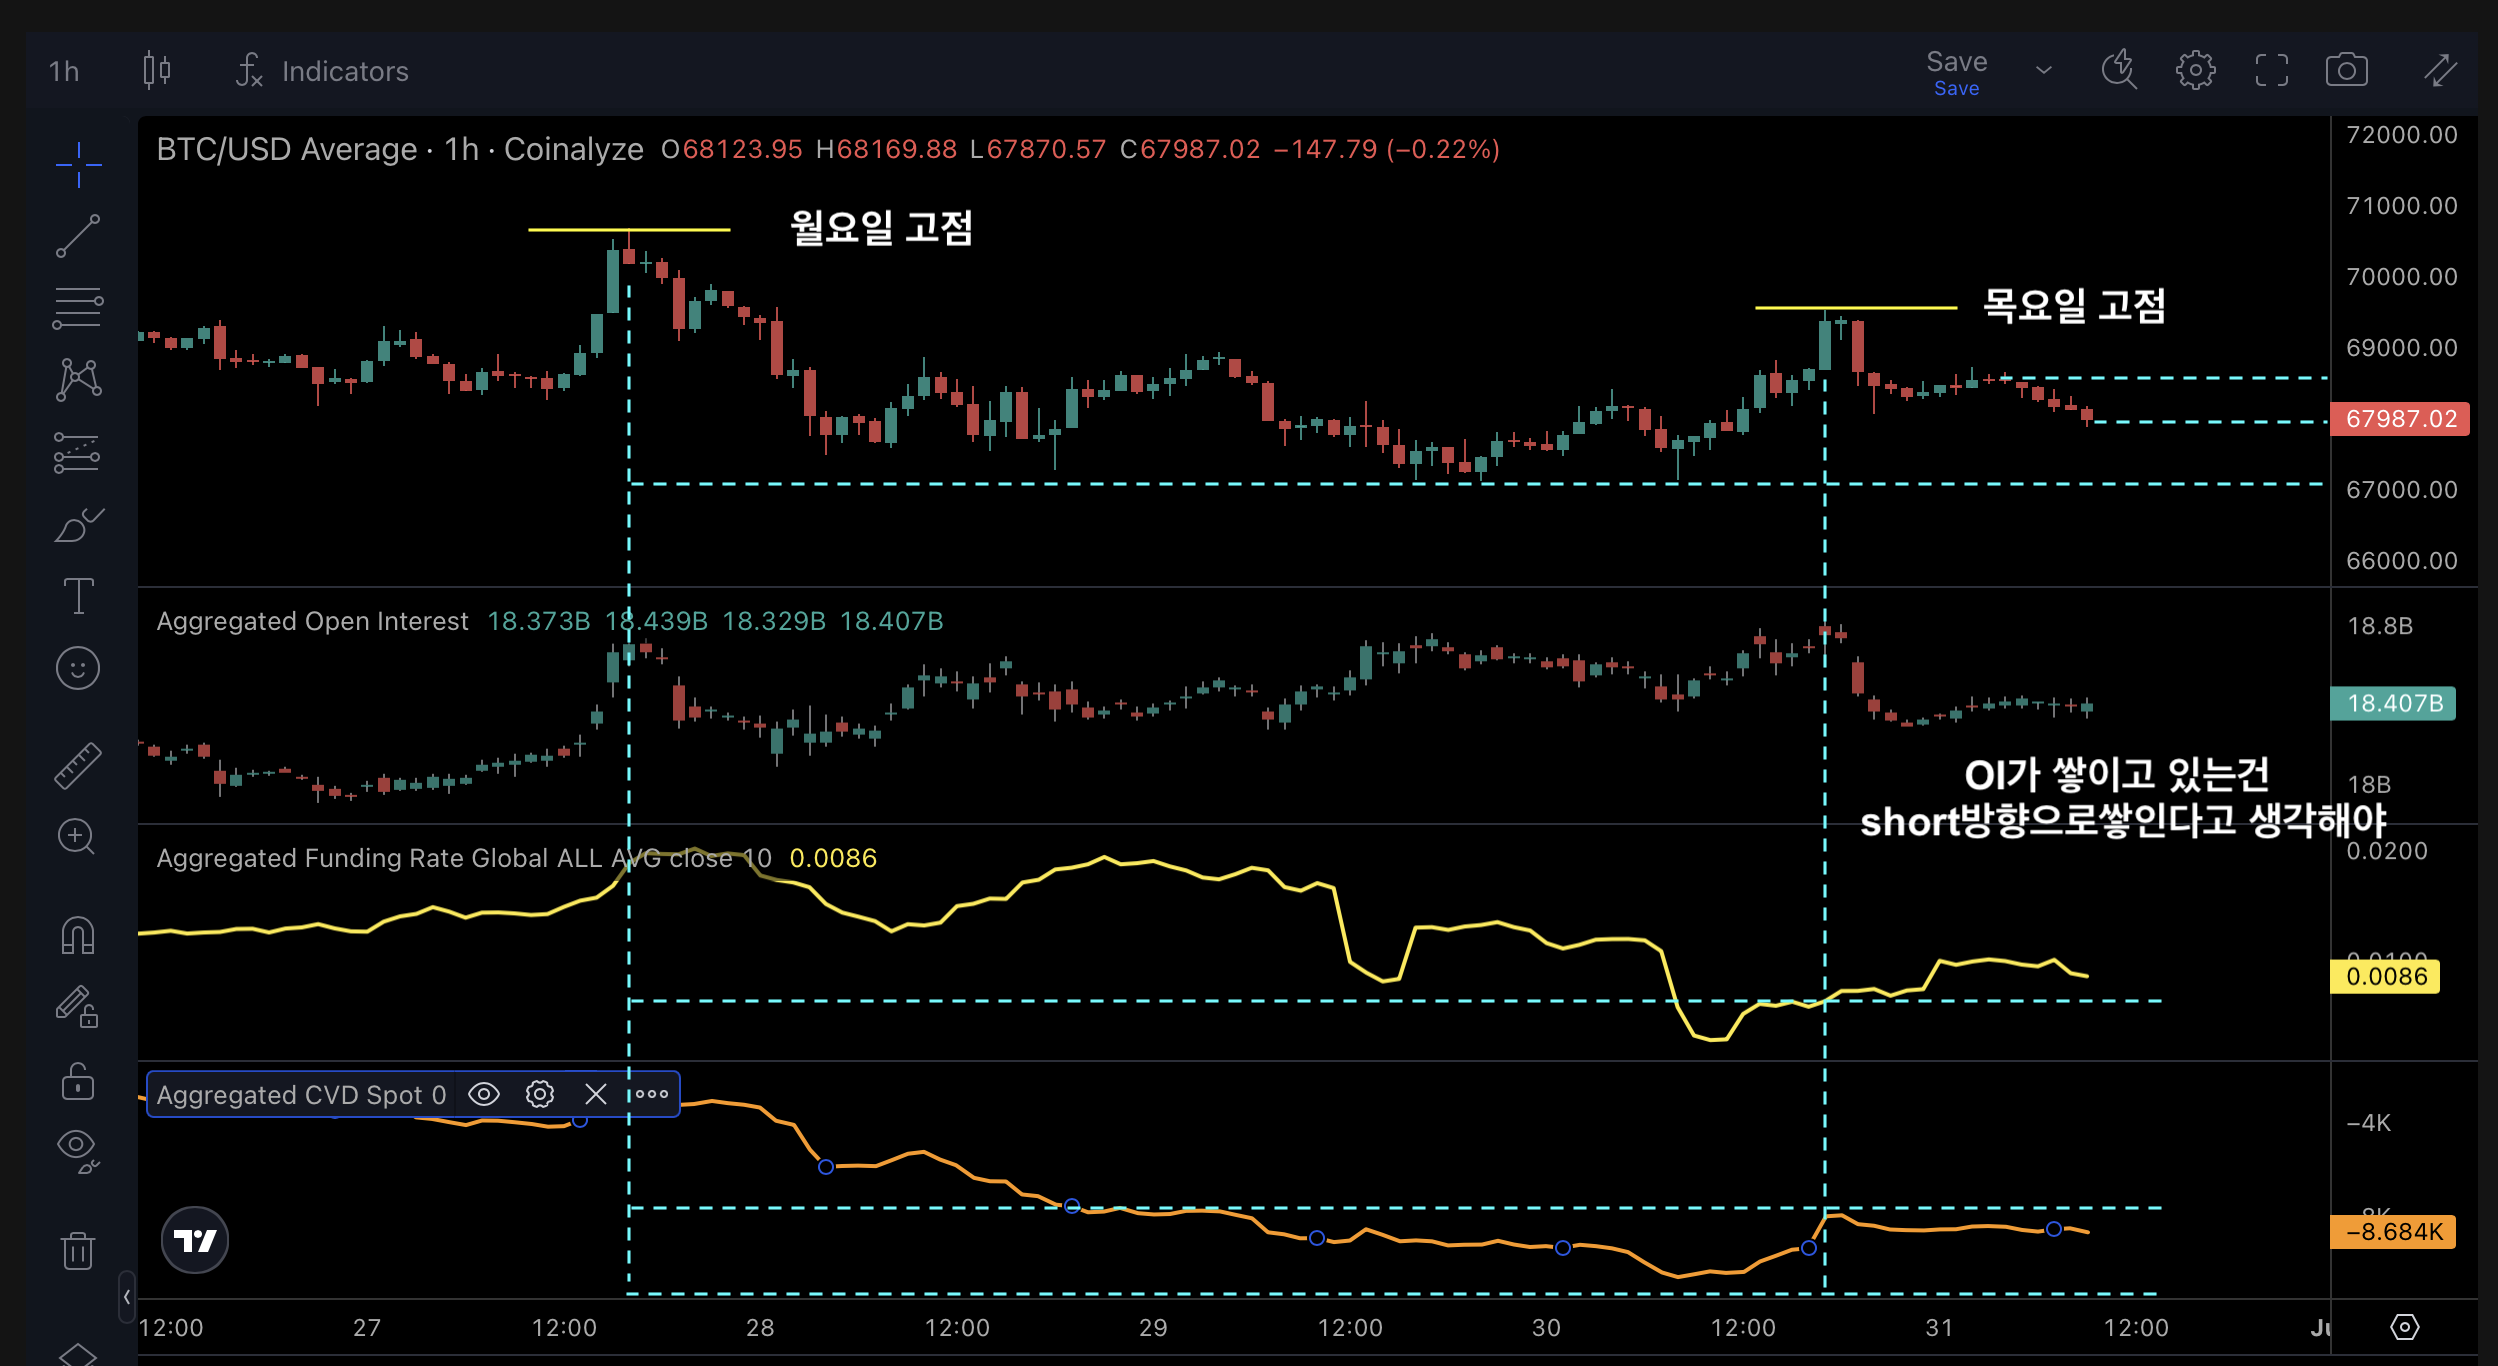 1h
Indicators
Save
Save
BTC/USD Average · 1h · Coinalyze O68123.95 H68169.88 L67870.57 C67987.02 −147.79 (−0.22%)
72000.00
71000.00
월요일 고점
70000.00
목요일 고점
69000.00
67987.02
67000.00
66000.00
Aggregated Open Interest 18.373B 18.439B 18.329B 18.407B
18.8B
18.407B
OI가 쌓이고 있는건
18B
short방향으로쌓인다고 생각해야
Aggregated Funding Rate Global ALL AVG close 10 0.0086
0.0200
0.0100
0.0086
Aggregated CVD Spot 0
−4K
−8K
−8.684K
12:00 27 12:00 28 12:00 29 12:00 30 12:00 31 12:00